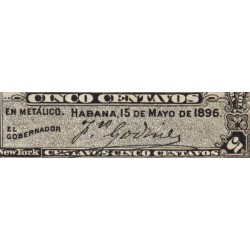 CINCO CENTAVOS
EN METÁLICO. HABANA, 15 DE MAYO DE 1896.
EL GOBERNADOR
New York CENTAVOS CINCO CENTAVOS